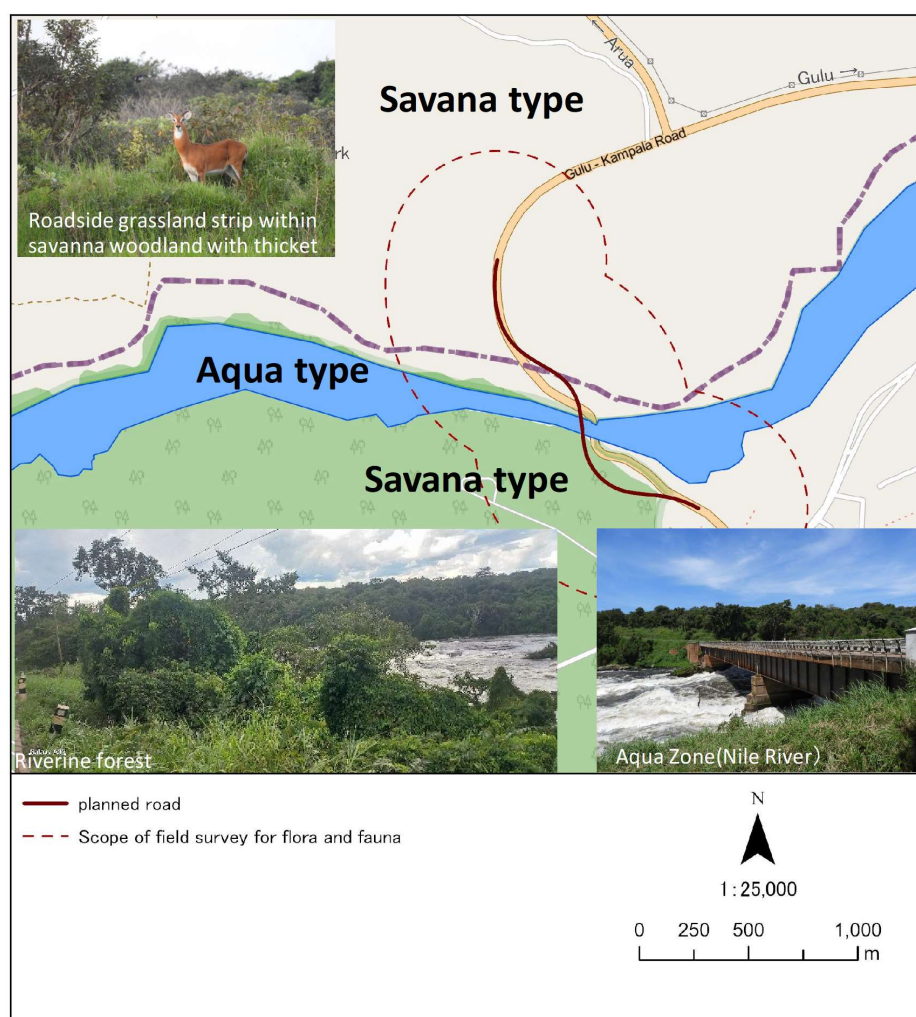 Savana type
Arua
Gulu
Gulu - Kampala Road
rk
Roadside grassland strip within
savanna woodland with thicket
Aqua type
Savana type
Riverine forest
Aqua Zone(Nile River）
planned road
Scope of field survey for flora and fauna
N
1：25,000
0 250 500 1,000
m